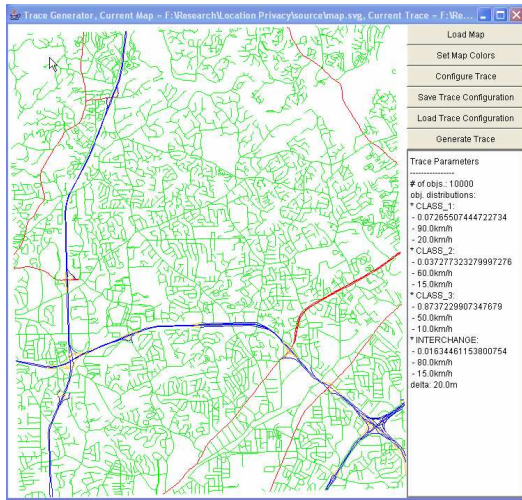 Trace Generator, Current Map – F:\Research\Location Privacy\source\map.svg, Current Trace – F:\Re...
Load Map
Set Map Colors
Configure Trace
Save Trace Configuration
Load Trace Configuration
Generate Trace
Trace Parameters
----------------
# of objs.: 10000
obj. distributions:
* CLASS_1:
- 0.07265507444722734
- 90.0km/h
- 20.0km/h
* CLASS_2:
- 0.037277323279997276
- 60.0km/h
- 15.0km/h
* CLASS_3:
- 0.8737229907347679
- 50.0km/h
- 10.0km/h
* INTERCHANGE:
- 0.01634461153800754
- 80.0km/h
- 15.0km/h
delta: 20.0m